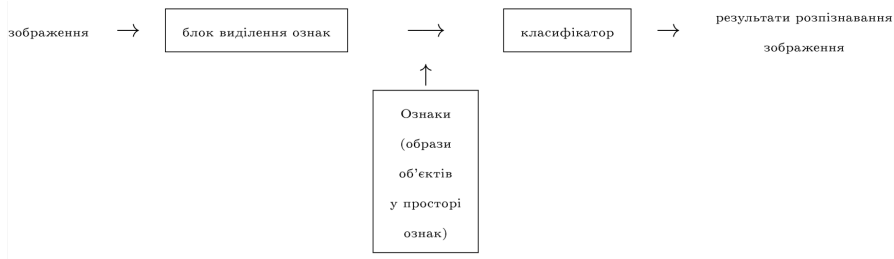 зображення
блок виділення ознак
класифікатор
результати розпізнавання
зображення
Ознаки
(образи
об'єктів
у просторі
ознак)